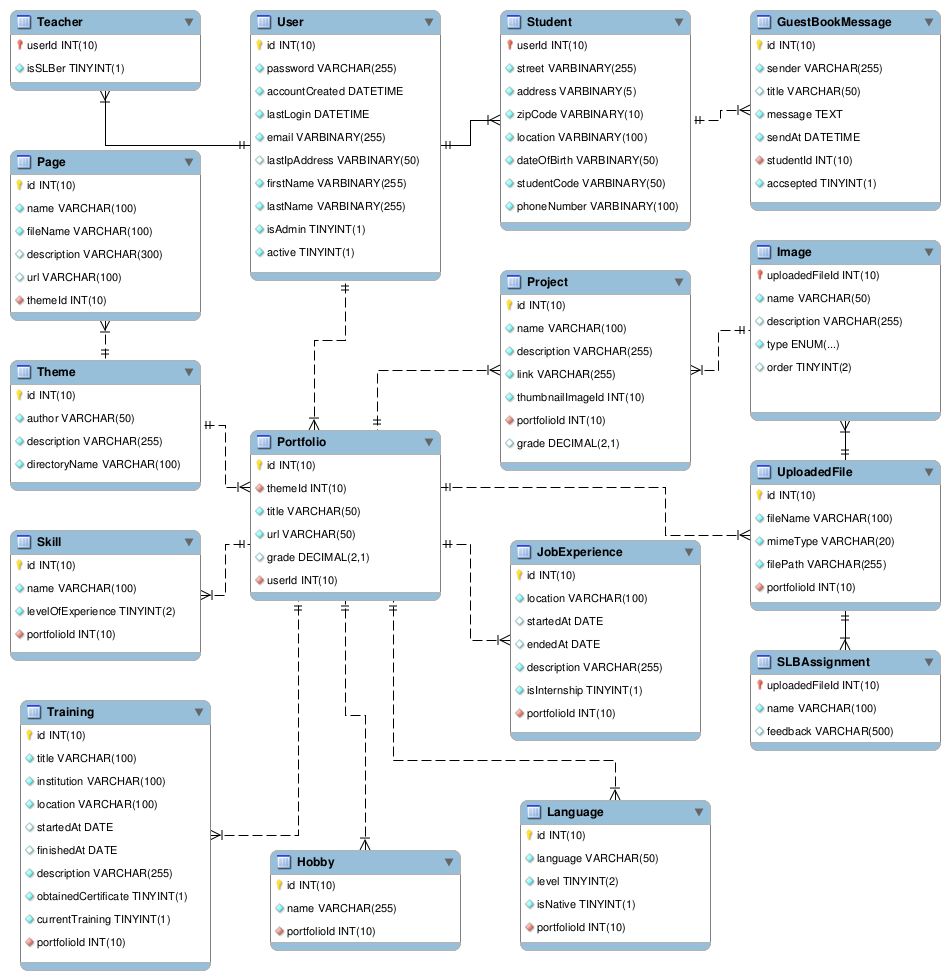 Teacher
userId INT(10)
isSLBer TINYINT(1)
User
id INT(10)
password VARCHAR(255)
accountCreated DATETIME
lastLogin DATETIME
email VARBINARY(255)
lastIpAddress VARBINARY(50)
firstName VARBINARY(255)
lastName VARBINARY(255)
isAdmin TINYINT(1)
active TINYINT(1)
Student
userId INT(10)
street VARBINARY(255)
address VARBINARY(5)
zipCode VARBINARY(10)
location VARBINARY(100)
dateOfBirth VARBINARY(50)
studentCode VARBINARY(50)
phoneNumber VARBINARY(100)
GuestBookMessage
id INT(10)
sender VARCHAR(255)
title VARCHAR(50)
message TEXT
sendAt DATETIME
studentId INT(10)
accsepted TINYINT(1)
Page
id INT(10)
name VARCHAR(100)
fileName VARCHAR(100)
description VARCHAR(300)
url VARCHAR(100)
themeId INT(10)
Project
id INT(10)
name VARCHAR(100)
description VARCHAR(255)
link VARCHAR(255)
thumbnailImageId INT(10)
portfolioId INT(10)
grade DECIMAL(2,1)
Image
uploadedFileId INT(10)
name VARCHAR(50)
description VARCHAR(255)
type ENUM(...)
order TINYINT(2)
Theme
id INT(10)
author VARCHAR(50)
description VARCHAR(255)
directoryName VARCHAR(100)
Portfolio
id INT(10)
themeId INT(10)
title VARCHAR(50)
url VARCHAR(50)
grade DECIMAL(2,1)
userId INT(10)
UploadedFile
id INT(10)
fileName VARCHAR(100)
mimeType VARCHAR(20)
filePath VARCHAR(255)
portfolioId INT(10)
Skill
id INT(10)
name VARCHAR(100)
levelOfExperience TINYINT(2)
portfolioId INT(10)
JobExperience
id INT(10)
location VARCHAR(100)
startedAt DATE
endedAt DATE
description VARCHAR(255)
isInternship TINYINT(1)
portfolioId INT(10)
SLBAssignment
uploadedFileId INT(10)
name VARCHAR(100)
feedback VARCHAR(500)
Training
id INT(10)
title VARCHAR(100)
institution VARCHAR(100)
location VARCHAR(100)
startedAt DATE
finishedAt DATE
description VARCHAR(255)
obtainedCertificate TINYINT(1)
currentTraining TINYINT(1)
portfolioId INT(10)
Hobby
id INT(10)
name VARCHAR(255)
portfolioId INT(10)
Language
id INT(10)
language VARCHAR(50)
level TINYINT(2)
isNative TINYINT(1)
portfolioId INT(10)